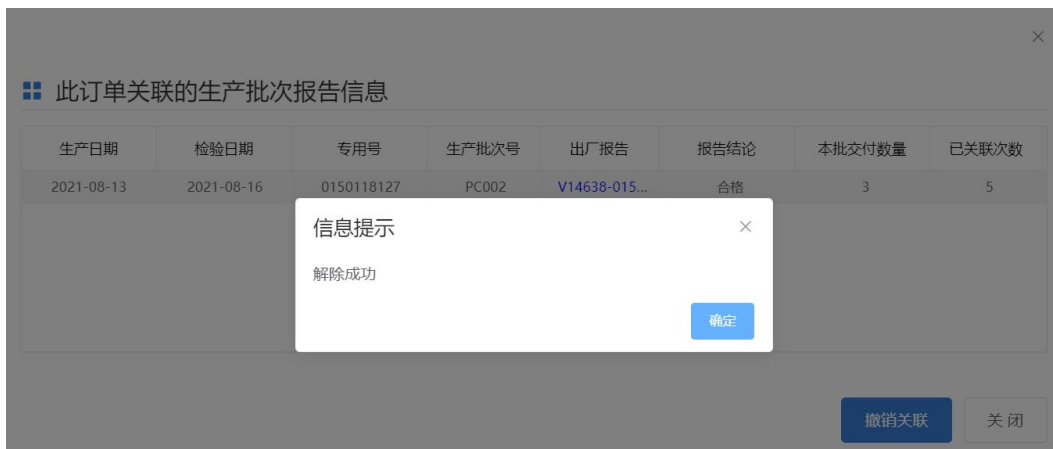 此订单关联的生产批次报告信息
生产日期 检验日期 专用号 生产批次号 出厂报告 报告结论 本批交付数量 已关联次数
2021-08-13 2021-08-16 0150118127 PC002 V14638-015... 合格 3 5
信息提示
解除成功
确定
撤销关联 关闭